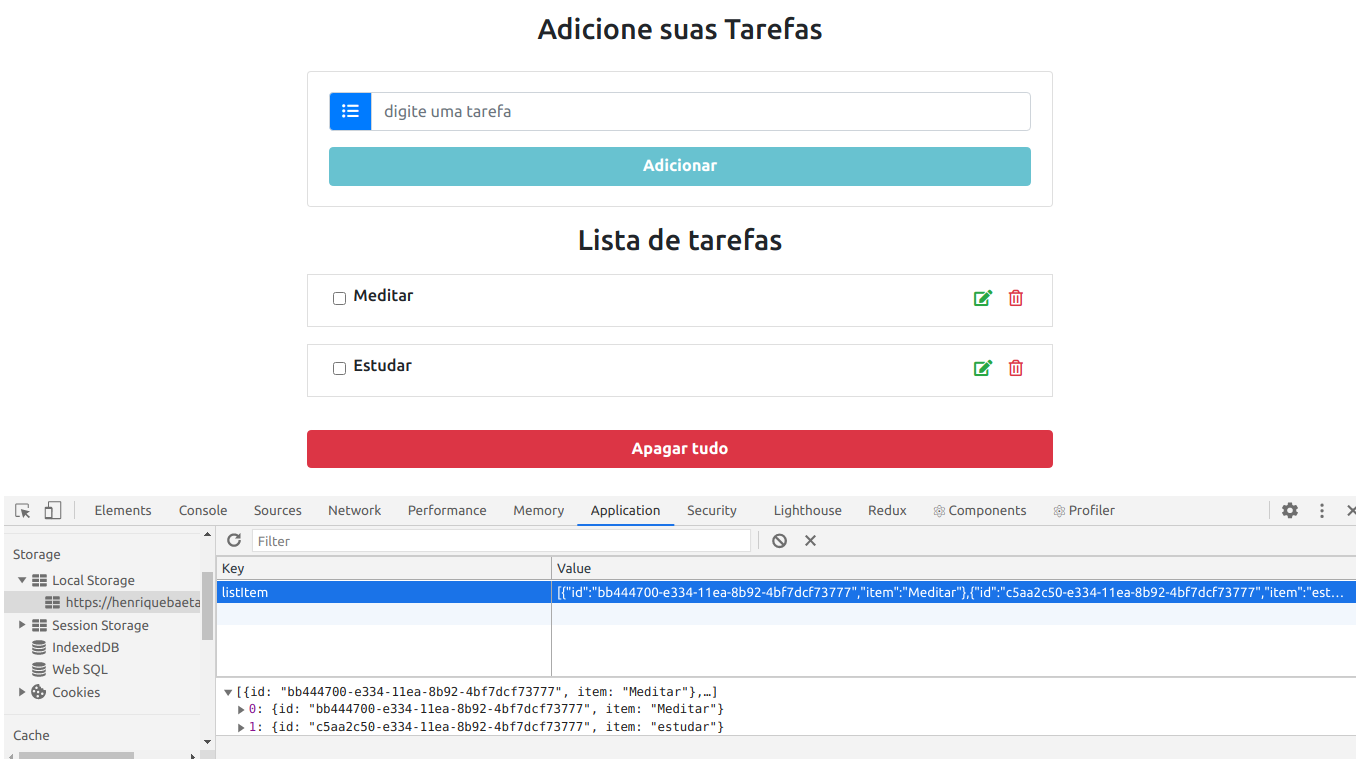 Adicione suas Tarefas
digite uma tarefa
Adicionar
Lista de tarefas
Meditar
Estudar
Apagar tudo
Elements Console Sources Network Performance Memory Application Security Lighthouse Redux Components Profiler
Filter
Storage
Local Storage
https://henriquebaeta
Session Storage
IndexedDB
Web SQL
Cookies
Cache
Key Value
listItem [{"id":"bb444700-e334-11ea-8b92-4bf7dcf73777","item":"Meditar"},{"id":"c5aa2c50-e334-11ea-8b92-4bf7dcf73777","item":"est…
[{id: "bb444700-e334-11ea-8b92-4bf7dcf73777", item: "Meditar"},…]
0: {id: "bb444700-e334-11ea-8b92-4bf7dcf73777", item: "Meditar"}
1: {id: "c5aa2c50-e334-11ea-8b92-4bf7dcf73777", item: "estudar"}